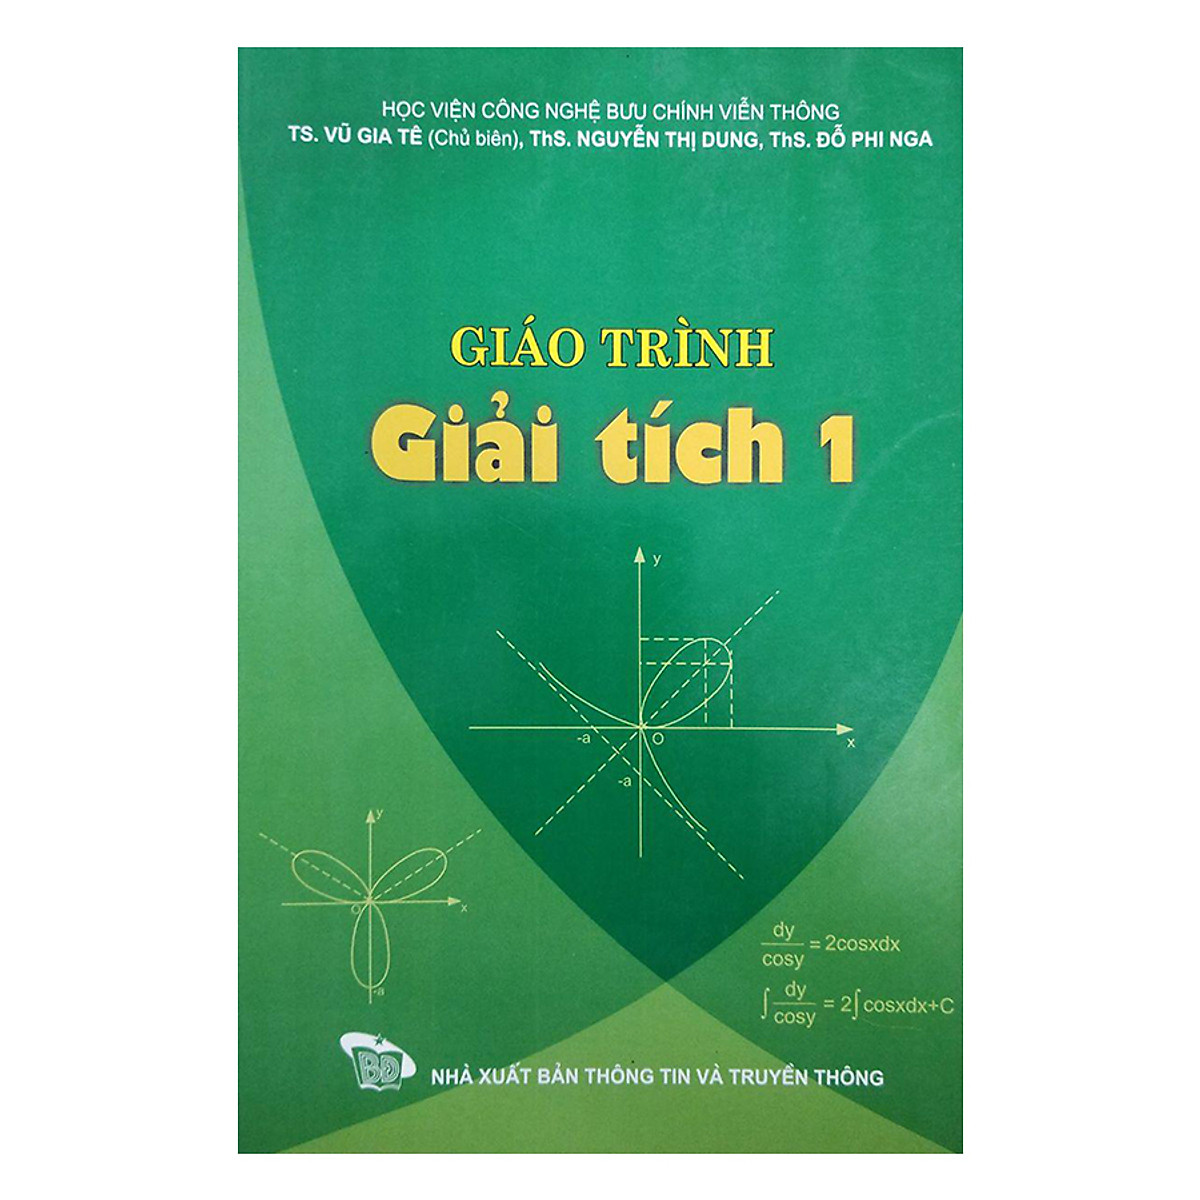 HỌC VIỆN CÔNG NGHỆ BƯU CHÍNH VIỄN THÔNG
TS. VŨ GIA TÊ (Chủ biên), ThS. NGUYỄN THỊ DUNG, ThS. ĐỖ PHI NGA
GIÁO TRÌNH
Giải tích 1
y
-a
O
x
-a
y
O
x
-a
dy
cosy
= 2cosxdx
∫ dy
cosy
= 2∫cosxdx+C
BĐ
NHÀ XUẤT BẢN THÔNG TIN VÀ TRUYỀN THÔNG